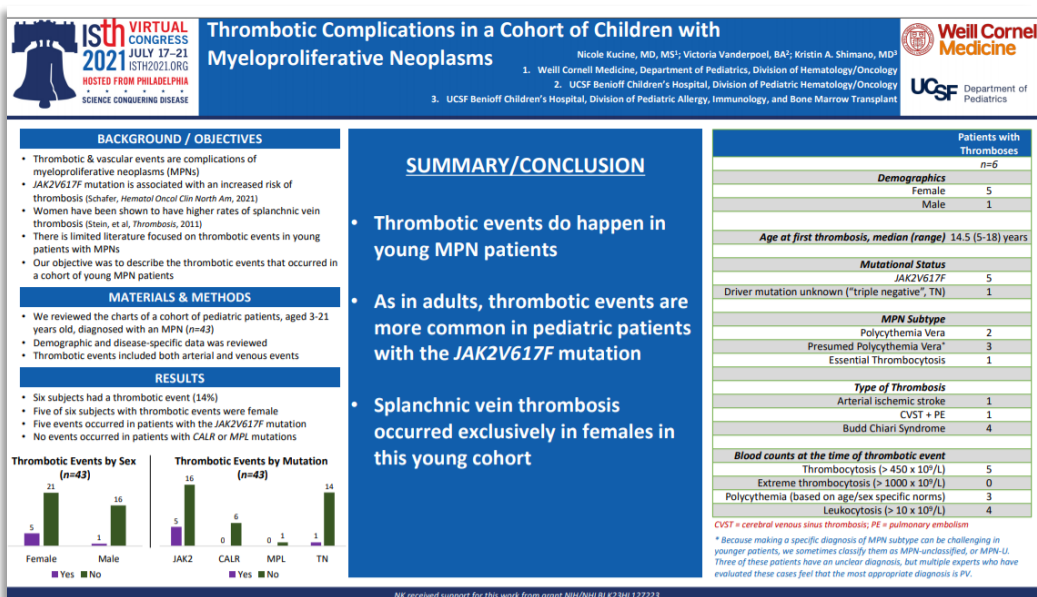 isth VIRTUAL
CONGRESS
2021 JULY 17–21
ISTH2021.ORG
HOSTED FROM PHILADELPHIA
SCIENCE CONQUERING DISEASE
Thrombotic Complications in a Cohort of Children with
Myeloproliferative Neoplasms
Nicole Kucine, MD, MS¹; Victoria Vanderpoel, BA²; Kristin A. Shimano, MD³
1. Weill Cornell Medicine, Department of Pediatrics, Division of Hematology/Oncology
2. UCSF Benioff Children's Hospital, Division of Pediatric Hematology/Oncology
3. UCSF Benioff Children's Hospital, Division of Pediatric Allergy, Immunology, and Bone Marrow Transplant
Weill Cornell
Medicine
UCSF Department of
Pediatrics
BACKGROUND / OBJECTIVES
• Thrombotic & vascular events are complications of
myeloproliferative neoplasms (MPNs)
• JAK2V617F mutation is associated with an increased risk of
thrombosis (Schafer, Hematol Oncol Clin North Am, 2021)
• Women have been shown to have higher rates of splanchnic vein
thrombosis (Stein, et al, Thrombosis, 2011)
• There is limited literature focused on thrombotic events in young
patients with MPNs
• Our objective was to describe the thrombotic events that occurred in
a cohort of young MPN patients
MATERIALS & METHODS
• We reviewed the charts of a cohort of pediatric patients, aged 3-21
years old, diagnosed with an MPN (n=43)
• Demographic and disease-specific data was reviewed
• Thrombotic events included both arterial and venous events
RESULTS
• Six subjects had a thrombotic event (14%)
• Five of six subjects with thrombotic events were female
• Five events occurred in patients with the JAK2V617F mutation
• No events occurred in patients with CALR or MPL mutations
Thrombotic Events by Sex
(n=43)
5 21 1 16
Female Male
Yes No
Thrombotic Events by Mutation
(n=43)
5 16 0 6 0 1 1 14
JAK2 CALR MPL TN
Yes No
SUMMARY/CONCLUSION
• Thrombotic events do happen in
young MPN patients
• As in adults, thrombotic events are
more common in pediatric patients
with the JAK2V617F mutation
• Splanchnic vein thrombosis
occurred exclusively in females in
this young cohort
Patients with
Thromboses
n=6
Demographics
Female 5
Male 1
Age at first thrombosis, median (range) 14.5 (5-18) years
Mutational Status
JAK2V617F 5
Driver mutation unknown ("triple negative", TN) 1
MPN Subtype
Polycythemia Vera 2
Presumed Polycythemia Vera* 3
Essential Thrombocytosis 1
Type of Thrombosis
Arterial ischemic stroke 1
CVST + PE 1
Budd Chiari Syndrome 4
Blood counts at the time of thrombotic event
Thrombocytosis (> 450 x 10⁹/L) 5
Extreme thrombocytosis (> 1000 x 10⁹/L) 0
Polycythemia (based on age/sex specific norms) 3
Leukocytosis (> 10 x 10⁹/L) 4
CVST = cerebral venous sinus thrombosis; PE = pulmonary embolism
* Because making a specific diagnosis of MPN subtype can be challenging in
younger patients, we sometimes classify them as MPN-unclassified, or MPN-U.
Three of these patients have an unclear diagnosis, but multiple experts who have
evaluated these cases feel that the most appropriate diagnosis is PV.
NK received support for this work from grant NIH/NHLBI K23HL127223